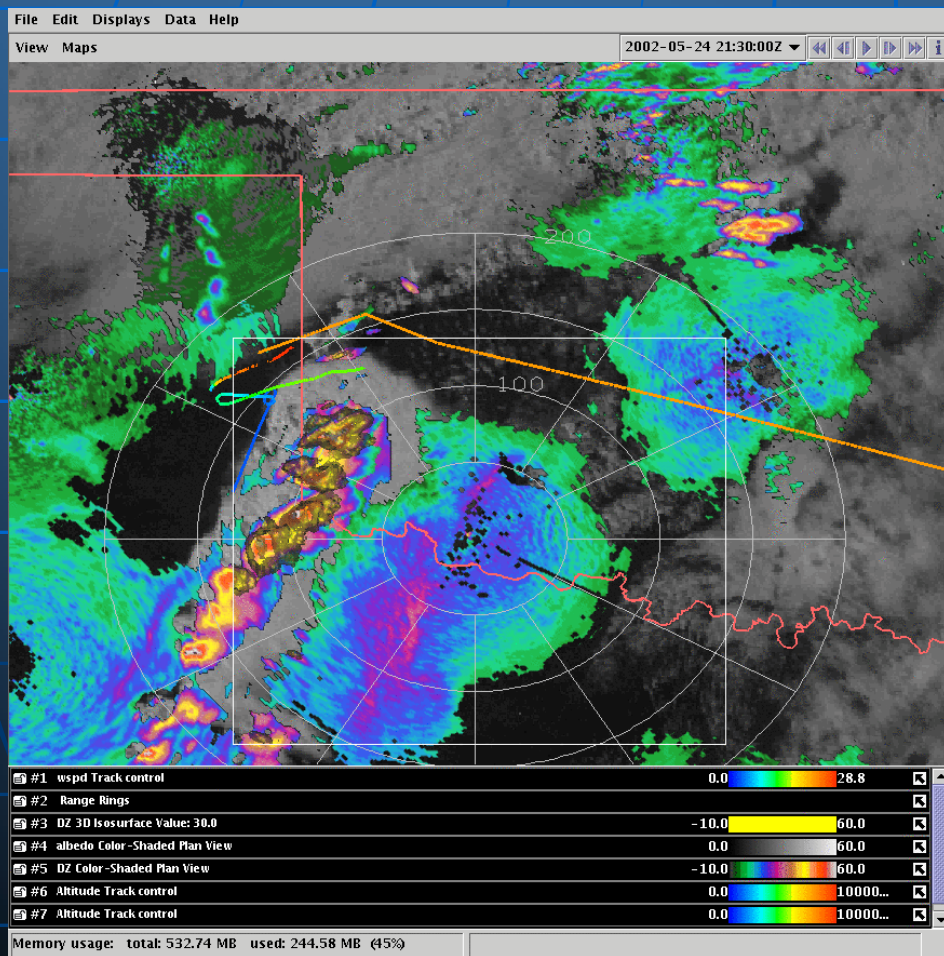 File Edit Displays Data Help
View Maps 2002-05-24 21:30:00Z
200
100
#1 wspd Track control 0.0 28.8
#2 Range Rings
#3 DZ 3D Isosurface Value: 30.0 -10.0 60.0
#4 albedo Color-Shaded Plan View 0.0 60.0
#5 DZ Color-Shaded Plan View -10.0 60.0
#6 Altitude Track control 0.0 10000...
#7 Altitude Track control 0.0 10000...
Memory usage: total: 532.74 MB used: 244.58 MB (45%)